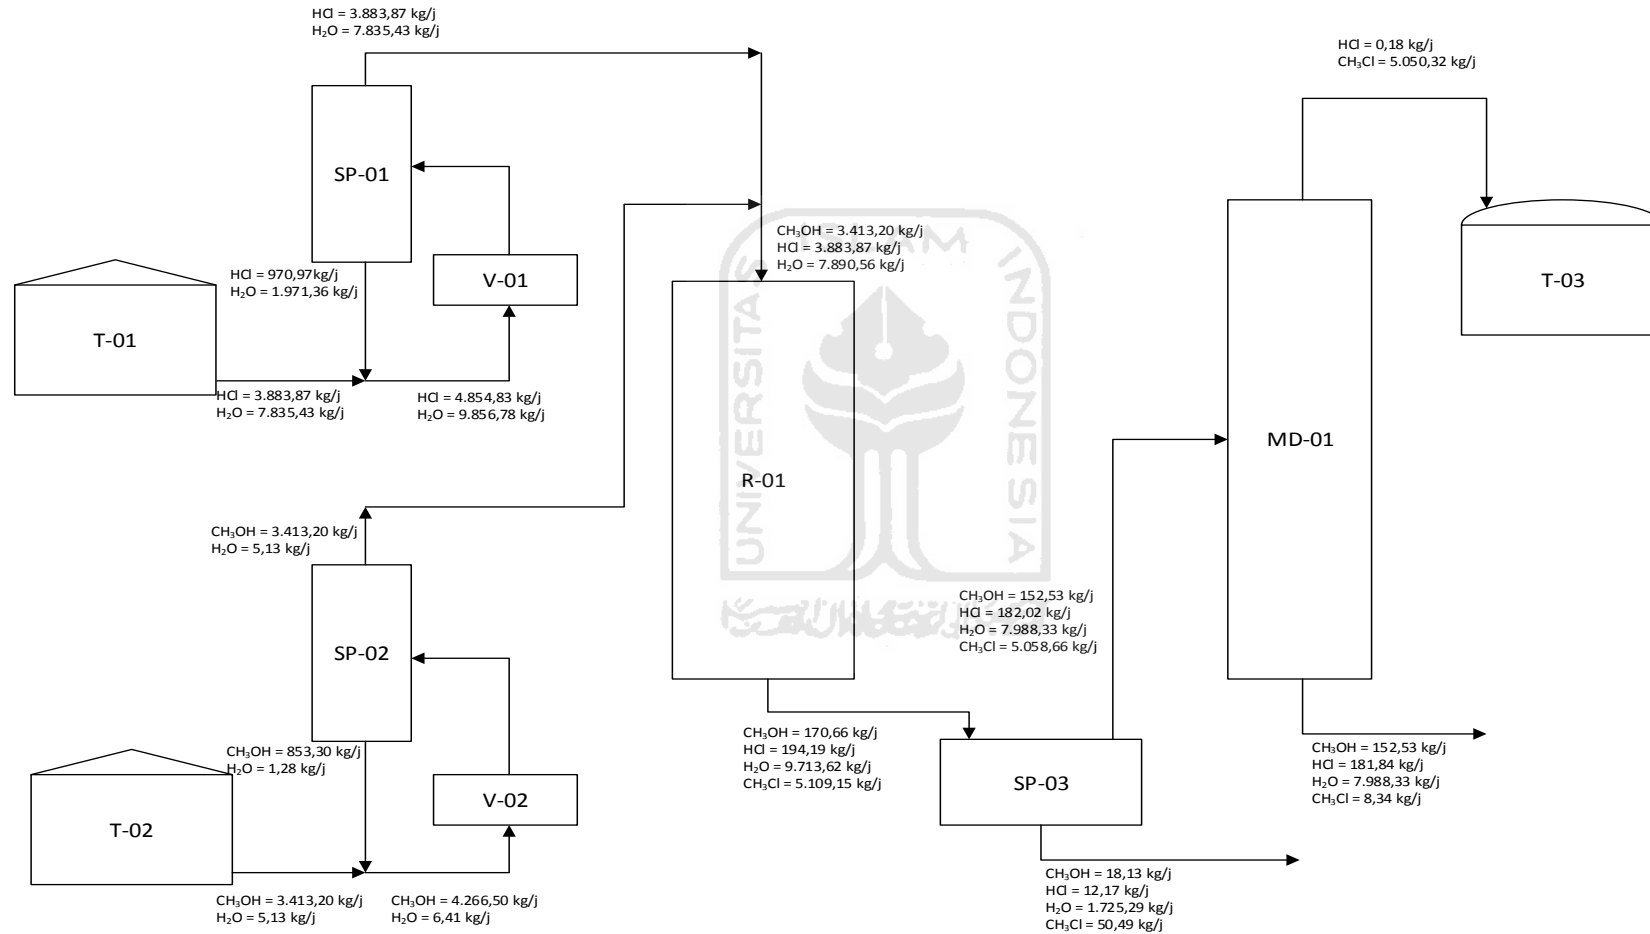 HCl = 3.883,87 kg/j
H₂O = 7.835,43 kg/j
HCl = 0,18 kg/j
CH₃Cl = 5.050,32 kg/j
SP-01
CH₃OH = 3.413,20 kg/j
HCl = 3.883,87 kg/j
H₂O = 7.890,56 kg/j
HCl = 970,97kg/j
H₂O = 1.971,36 kg/j
V-01
T-03
T-01
HCl = 3.883,87 kg/j
H₂O = 7.835,43 kg/j
HCl = 4.854,83 kg/j
H₂O = 9.856,78 kg/j
MD-01
R-01
UNIVERSITAS
ISLAM
INDONESIA
CH₃OH = 3.413,20 kg/j
H₂O = 5,13 kg/j
CH₃OH = 152,53 kg/j
HCl = 182,02 kg/j
H₂O = 7.988,33 kg/j
CH₃Cl = 5.058,66 kg/j
SP-02
CH₃OH = 853,30 kg/j
H₂O = 1,28 kg/j
CH₃OH = 170,66 kg/j
HCl = 194,19 kg/j
H₂O = 9.713,62 kg/j
CH₃Cl = 5.109,15 kg/j
CH₃OH = 152,53 kg/j
HCl = 181,84 kg/j
H₂O = 7.988,33 kg/j
CH₃Cl = 8,34 kg/j
SP-03
V-02
T-02
CH₃OH = 3.413,20 kg/j
H₂O = 5,13 kg/j
CH₃OH = 4.266,50 kg/j
H₂O = 6,41 kg/j
CH₃OH = 18,13 kg/j
HCl = 12,17 kg/j
H₂O = 1.725,29 kg/j
CH₃Cl = 50,49 kg/j